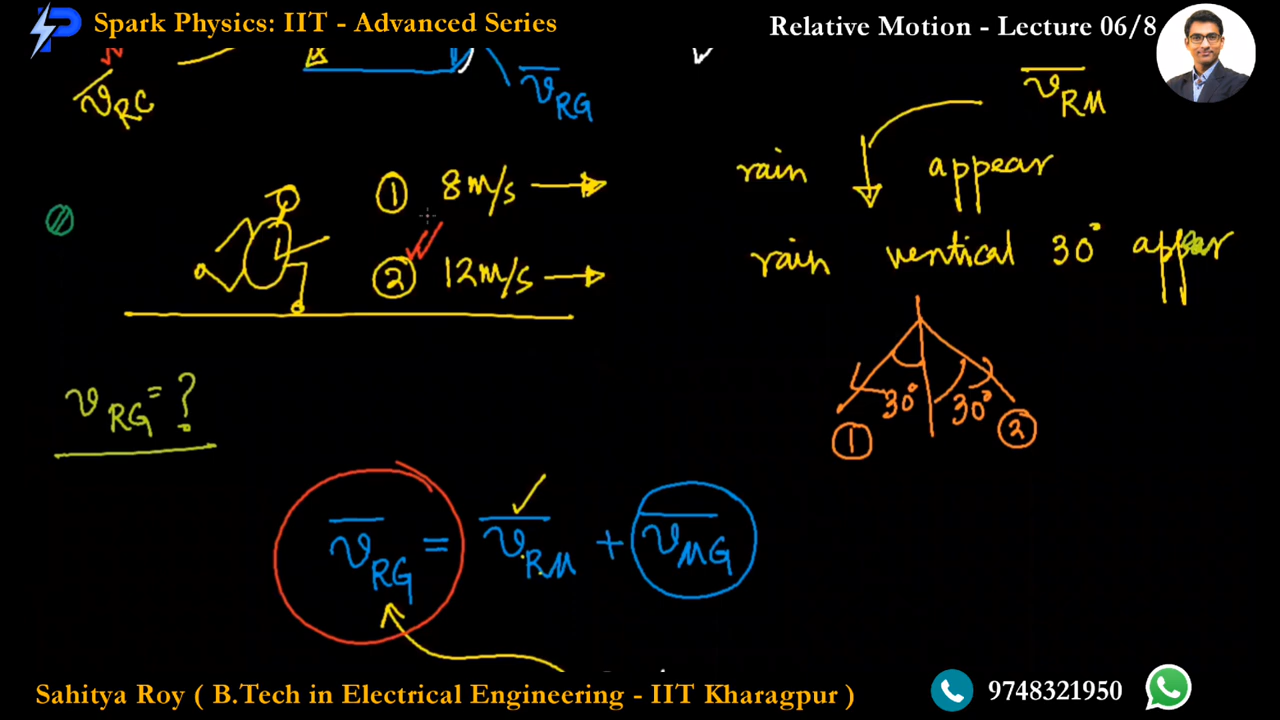 Spark Physics: IIT - Advanced Series
Relative Motion - Lecture 06/8
v̄RC
v̄RG
v̄RM
① 8m/s
② 12m/s
rain appear
rain vertical 30° appear
30° 30°
① ②
vRG = ?
v̄RG = v̄RM + v̄MG
Sahitya Roy ( B.Tech in Electrical Engineering - IIT Kharagpur )
9748321950